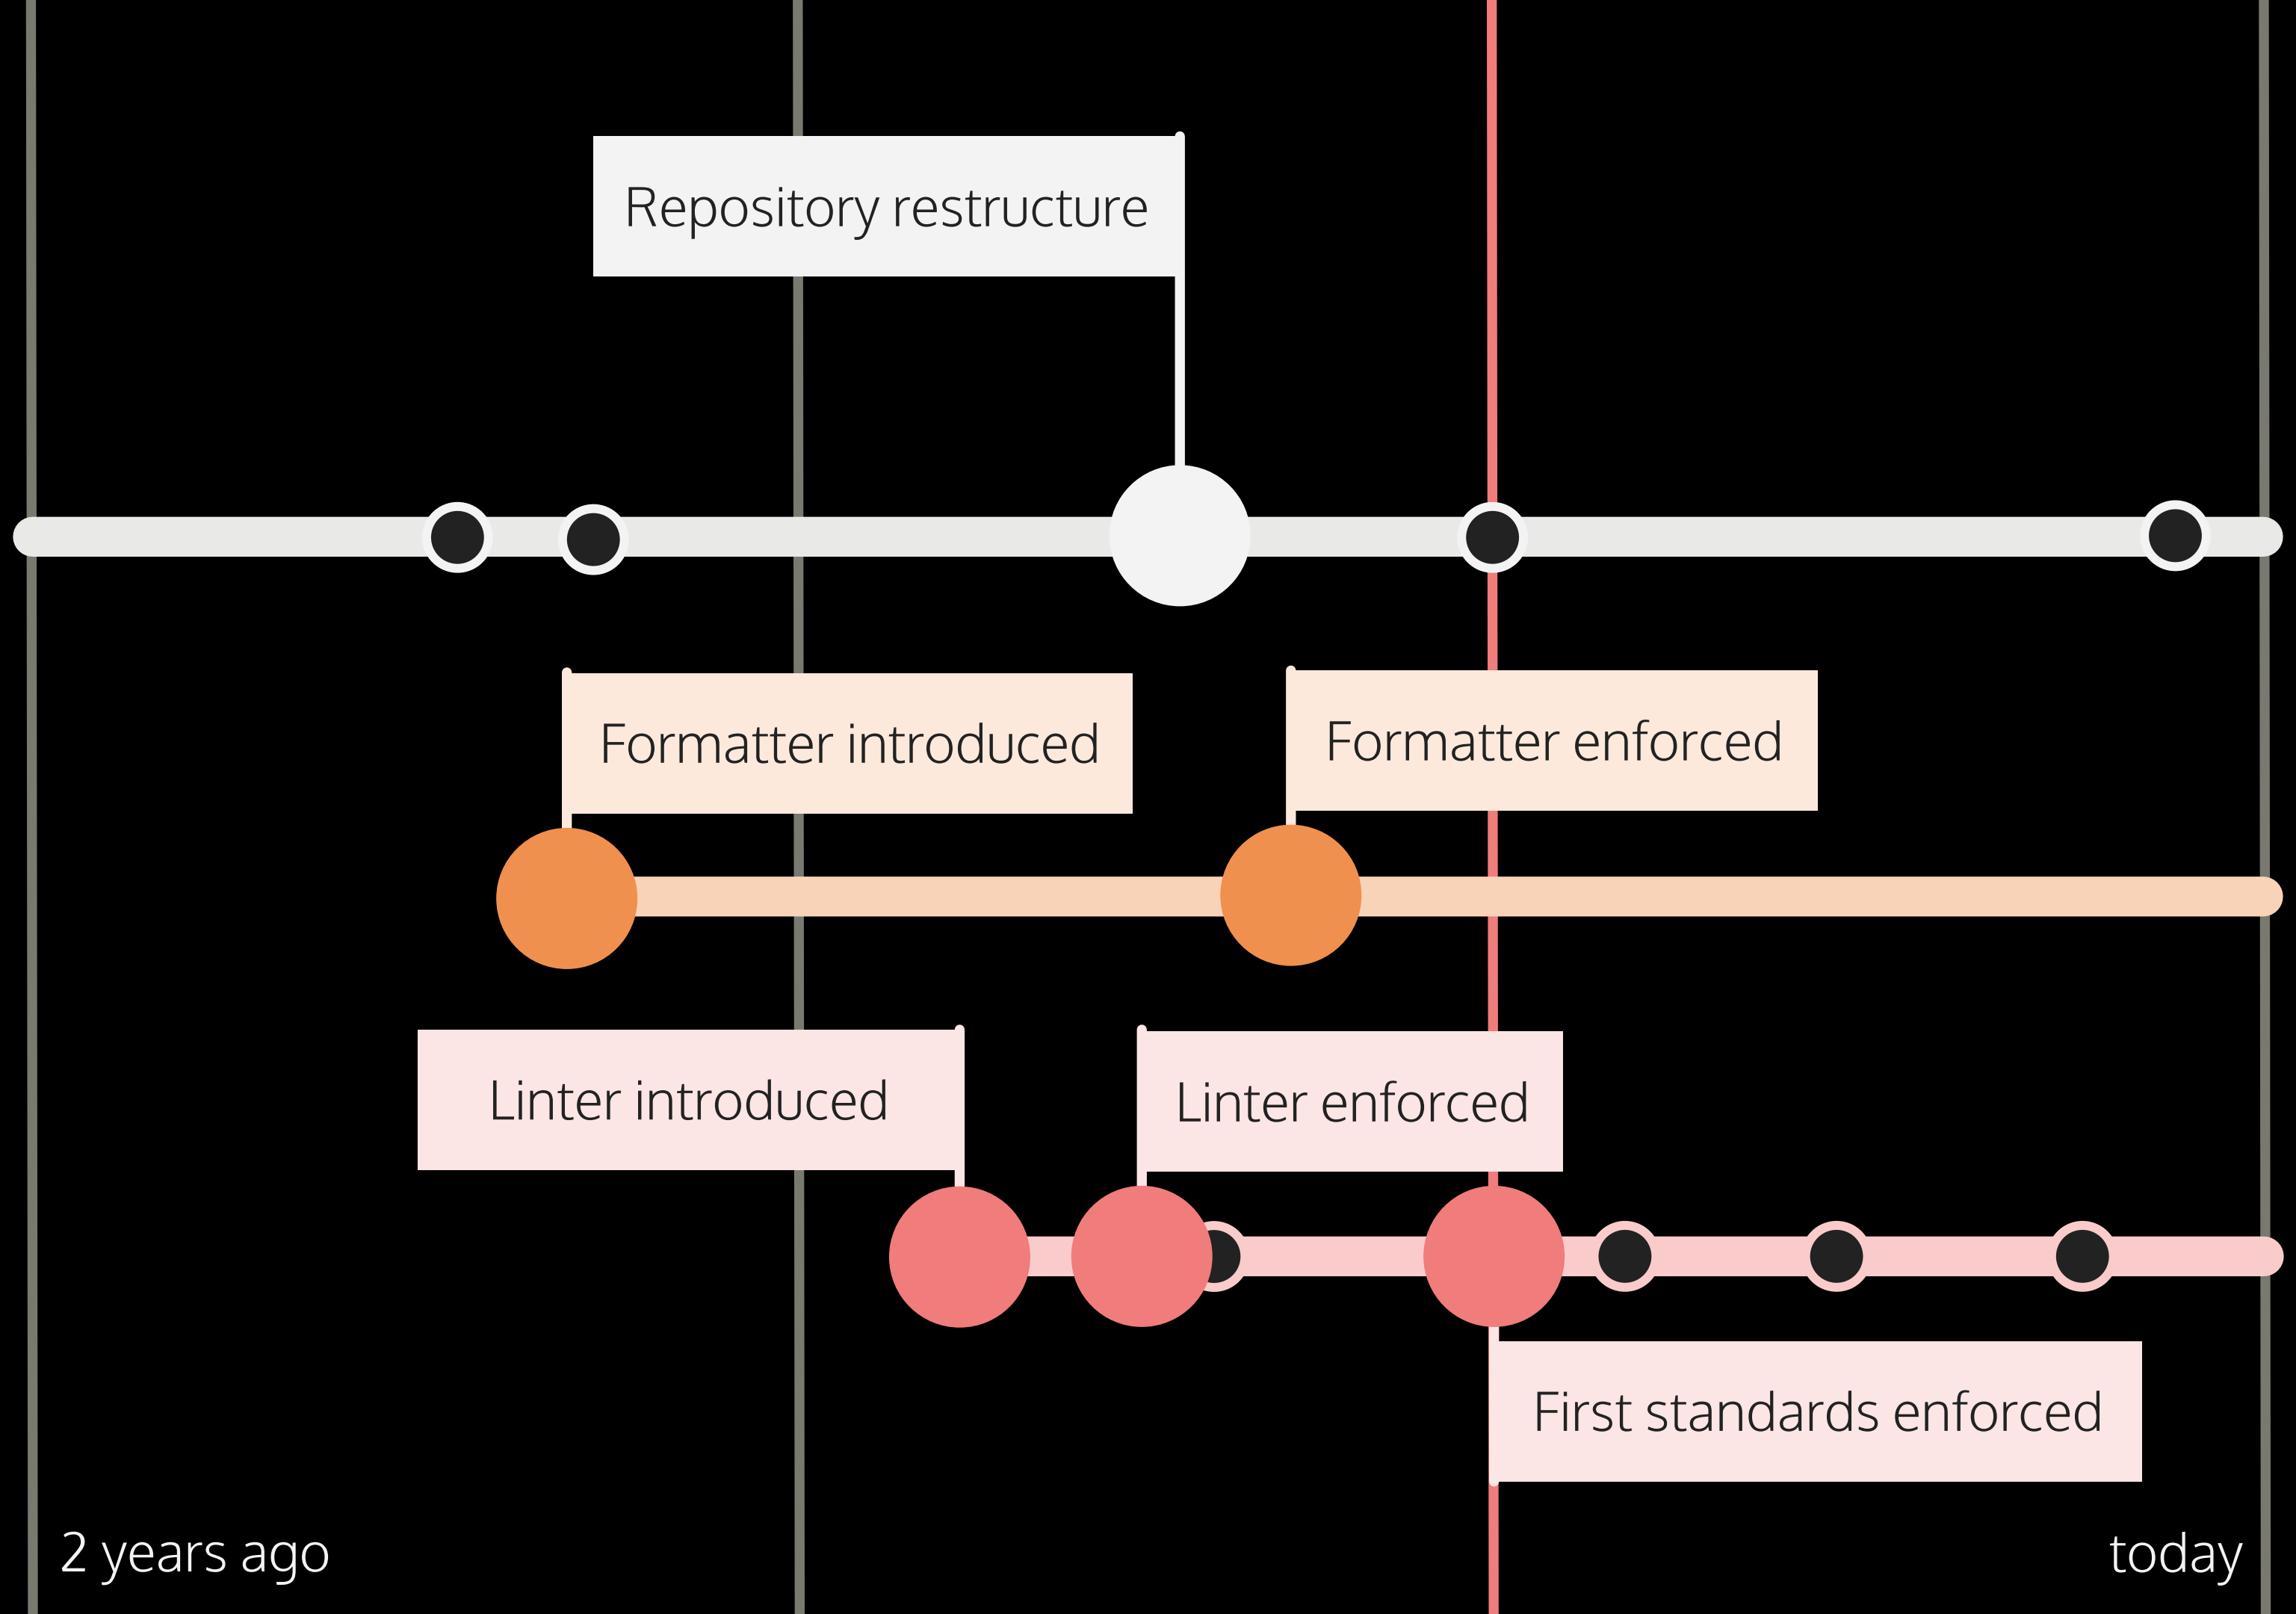 Repository restructure
Formatter introduced
Formatter enforced
Linter introduced
Linter enforced
First standards enforced
2 years ago
today